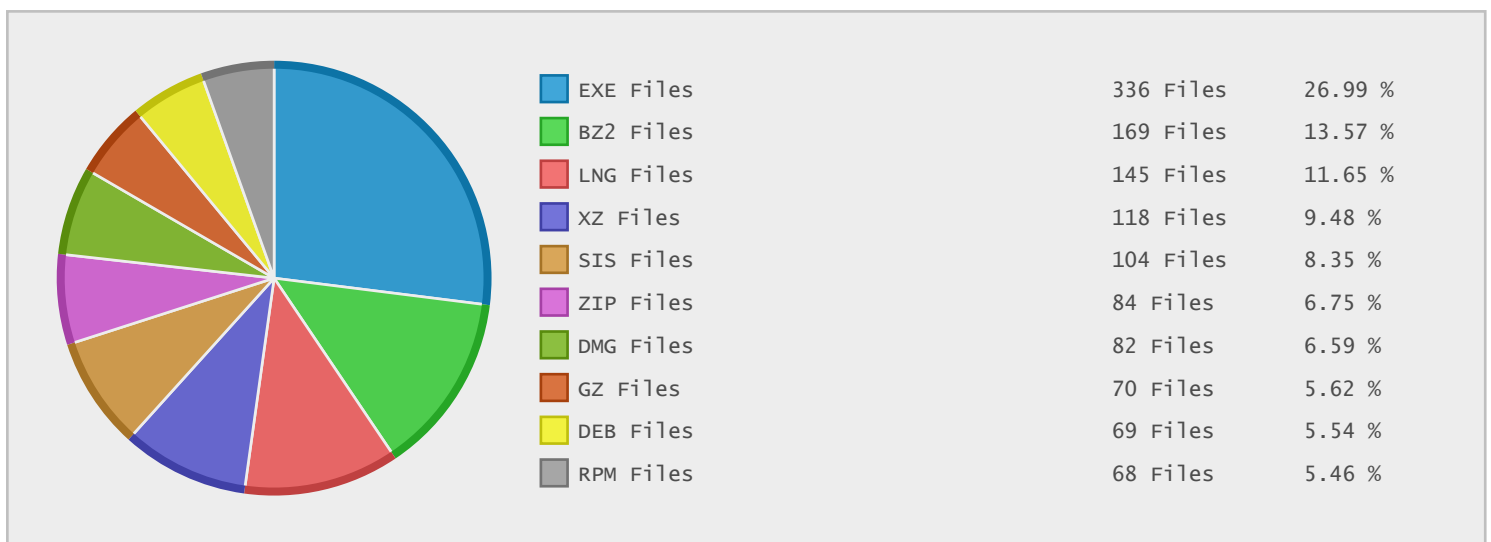 EXE Files 336 Files 26.99 %
BZ2 Files 169 Files 13.57 %
LNG Files 145 Files 11.65 %
XZ Files 118 Files 9.48 %
SIS Files 104 Files 8.35 %
ZIP Files 84 Files 6.75 %
DMG Files 82 Files 6.59 %
GZ Files 70 Files 5.62 %
DEB Files 69 Files 5.54 %
RPM Files 68 Files 5.46 %